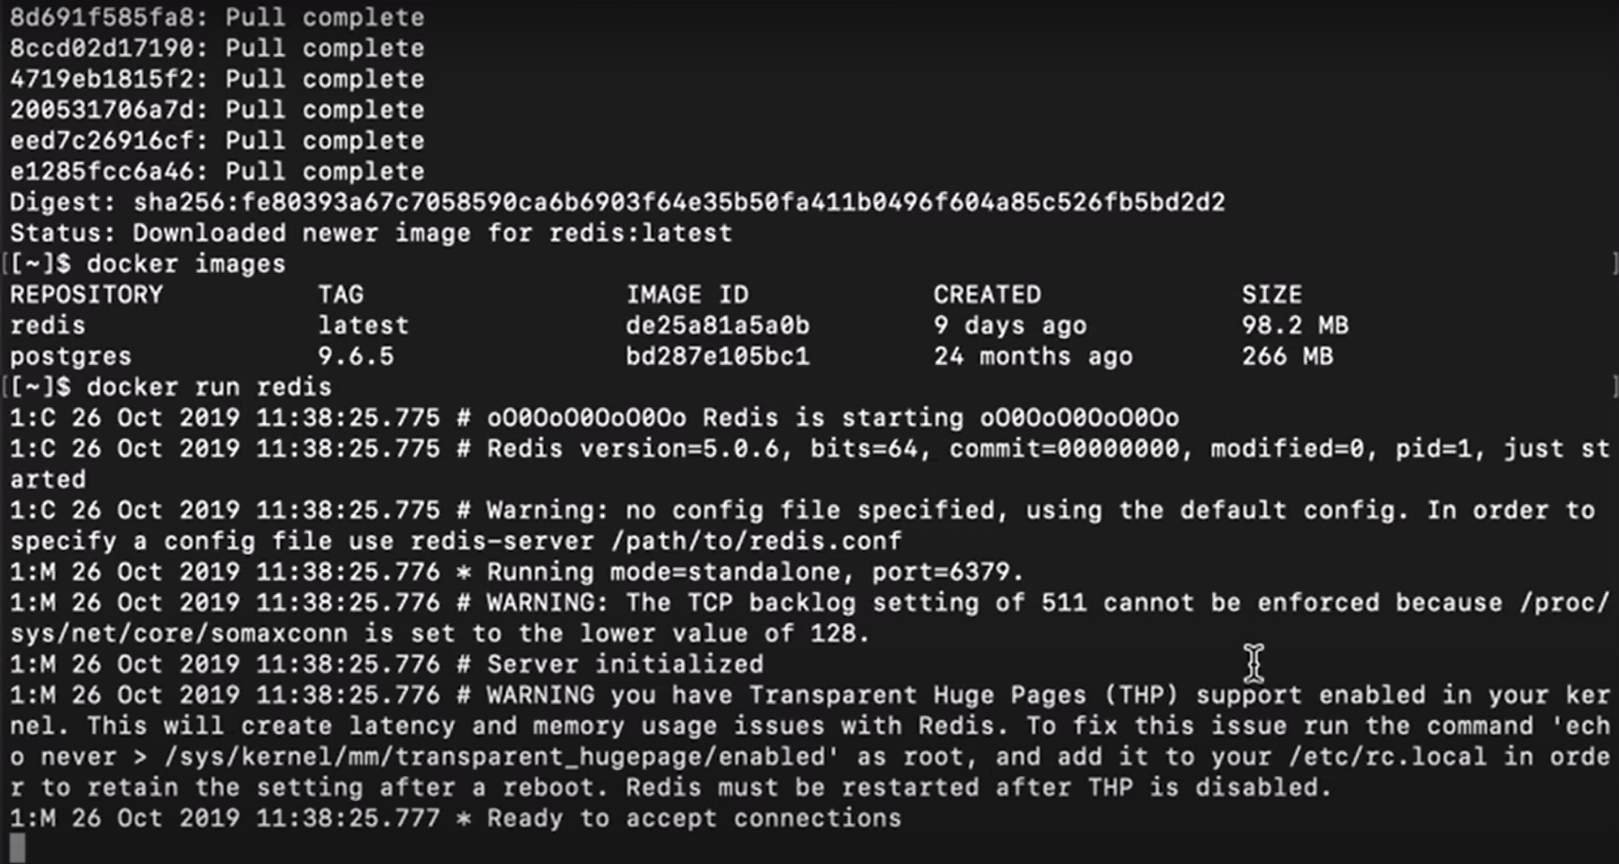 8d691f585fa8: Pull complete
8ccd02d17190: Pull complete
4719eb1815f2: Pull complete
200531706a7d: Pull complete
eed7c26916cf: Pull complete
e1285fcc6a46: Pull complete
Digest: sha256:fe80393a67c7058590ca6b6903f64e35b50fa411b0496f604a85c526fb5bd2d2
Status: Downloaded newer image for redis:latest
[[~]$ docker images ]
REPOSITORY TAG IMAGE ID CREATED SIZE
redis latest de25a81a5a0b 9 days ago 98.2 MB
postgres 9.6.5 bd287e105bc1 24 months ago 266 MB
[[~]$ docker run redis ]
1:C 26 Oct 2019 11:38:25.775 # oO0OoO0OoO0Oo Redis is starting oO0OoO0OoO0Oo
1:C 26 Oct 2019 11:38:25.775 # Redis version=5.0.6, bits=64, commit=00000000, modified=0, pid=1, just st
arted
1:C 26 Oct 2019 11:38:25.775 # Warning: no config file specified, using the default config. In order to
specify a config file use redis-server /path/to/redis.conf
1:M 26 Oct 2019 11:38:25.776 * Running mode=standalone, port=6379.
1:M 26 Oct 2019 11:38:25.776 # WARNING: The TCP backlog setting of 511 cannot be enforced because /proc/
sys/net/core/somaxconn is set to the lower value of 128.
1:M 26 Oct 2019 11:38:25.776 # Server initialized
1:M 26 Oct 2019 11:38:25.776 # WARNING you have Transparent Huge Pages (THP) support enabled in your ker
nel. This will create latency and memory usage issues with Redis. To fix this issue run the command 'ech
o never > /sys/kernel/mm/transparent_hugepage/enabled' as root, and add it to your /etc/rc.local in orde
r to retain the setting after a reboot. Redis must be restarted after THP is disabled.
1:M 26 Oct 2019 11:38:25.777 * Ready to accept connections